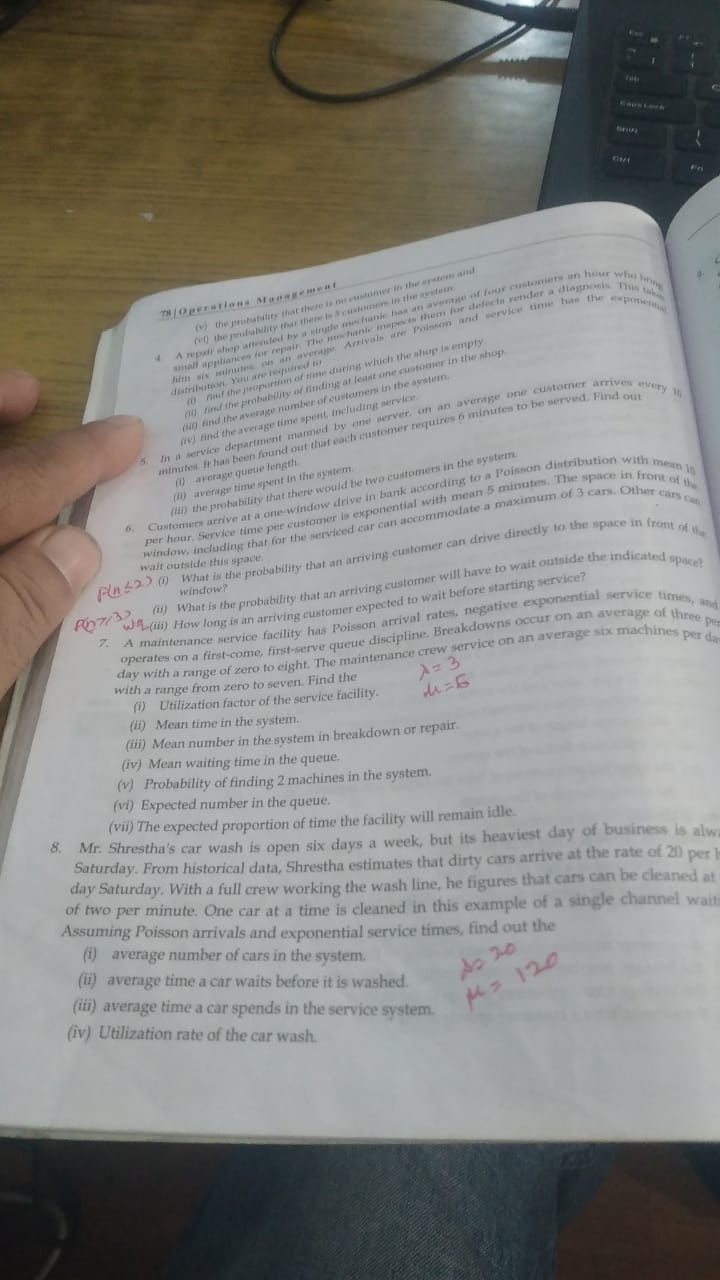 78 | Operations Management
(v) the probability that there is no customer in the system and
(vi) the probability that there is 3 customers in the system.
4. A repair shop attended by a single mechanic has an average of four customers an hour who bring
small appliances for repair. The mechanic inspects them for defects render a diagnosis. This takes
him six minutes, on an average. Arrivals are Poisson and service time has the exponential
distribution. You are required to
(i) find the proportion of time during which the shop is empty.
(ii) find the probability of finding at least one customer in the shop.
(iii) find the average number of customers in the system.
(iv) find the average time spent, including service.
5. In a service department manned by one server, on an average one customer arrives every
minutes. It has been found out that each customer requires 6 minutes to be served. Find out
(i) average queue length.
(ii) average time spent in the system.
(iii) the probability that there would be two customers in the system.
6. Customers arrive at a one-window drive in bank according to a Poisson distribution with mean
per hour. Service time per customer is exponential with mean 5 minutes. The space in front of the
window, including that for the serviced car can accommodate a maximum of 3 cars. Other cars can
wait outside this space.
P(n≤2) (i) What is the probability that an arriving customer can drive directly to the space in front of the
window?
(ii) What is the probability that an arriving customer will have to wait outside the indicated space?
wq (iii) How long is an arriving customer expected to wait before starting service?
7. A maintenance service facility has Poisson arrival rates, negative exponential service times, and
operates on a first-come, first-serve queue discipline. Breakdowns occur on an average of three per
day with a range of zero to eight. The maintenance crew service on an average six machines per day
with a range from zero to seven. Find the
λ=3
(i) Utilization factor of the service facility.
(ii) Mean time in the system.
(iii) Mean number in the system in breakdown or repair.
(iv) Mean waiting time in the queue.
(v) Probability of finding 2 machines in the system.
(vi) Expected number in the queue.
(vii) The expected proportion of time the facility will remain idle.
8. Mr. Shrestha's car wash is open six days a week, but its heaviest day of business is
Saturday. From historical data, Shrestha estimates that dirty cars arrive at the rate of 20 per
day Saturday. With a full crew working the wash line, he figures that cars can be cleaned at
of two per minute. One car at a time is cleaned in this example of a single channel
Assuming Poisson arrivals and exponential service times, find out the
(i) average number of cars in the system.
λ= 20
(ii) average time a car waits before it is washed.
μ= 120
(iii) average time a car spends in the service system.
(iv) Utilization rate of the car wash.
Caps Lock
Shift
Ctrl
Fn